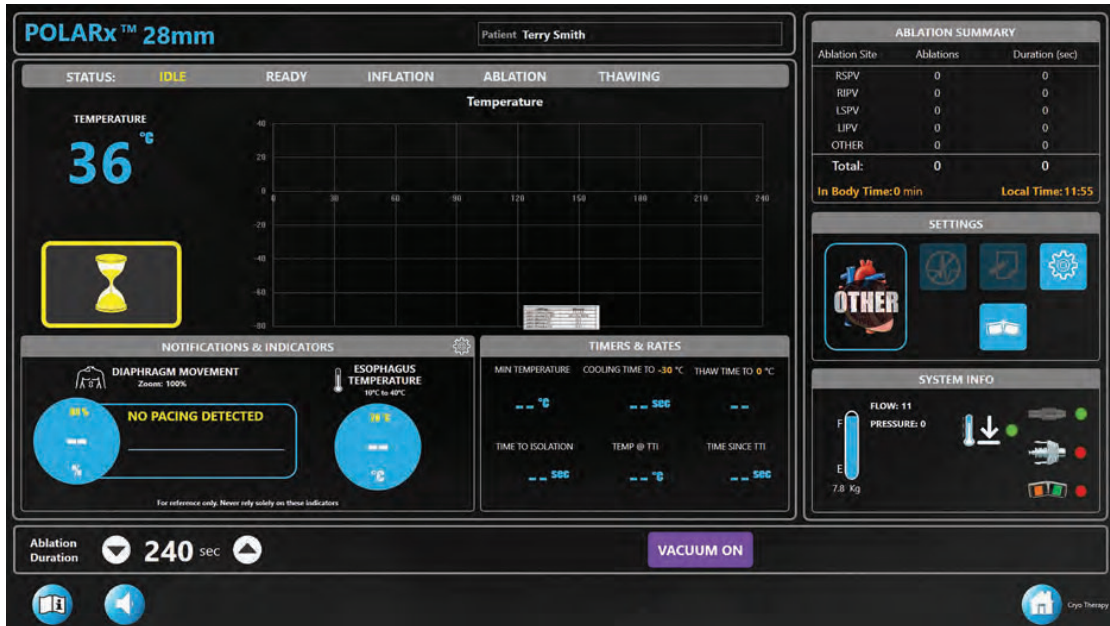 POLARx™ 28mm
Patient Terry Smith
STATUS: IDLE READY INFLATION ABLATION THAWING
TEMPERATURE
36 °C
Temperature
40
20
0
30 60 90 120 150 180 210 240
-20
-40
-60
-80
NOTIFICATIONS & INDICATORS
DIAPHRAGM MOVEMENT
Zoom: 100%
NO PACING DETECTED
--
%
ESOPHAGUS
TEMPERATURE
10°C to 40°C
--
°C
For reference only. Never rely solely on these indicators
TIMERS & RATES
MIN TEMPERATURE COOLING TIME TO -30 °C THAW TIME TO 0 °C
-- °C -- sec --
TIME TO ISOLATION TEMP @ TTI TIME SINCE TTI
-- sec -- °C -- sec
ABLATION SUMMARY
Ablation Site Ablations Duration (sec)
RSPV 0 0
RIPV 0 0
LSPV 0 0
LIPV 0 0
OTHER 0 0
Total: 0 0
In Body Time: 0 min Local Time: 11:55
SETTINGS
OTHER
SYSTEM INFO
FLOW: 11
PRESSURE: 0
F
E
7.8 Kg
Ablation
Duration
240 sec
VACUUM ON
Cryo Therapy